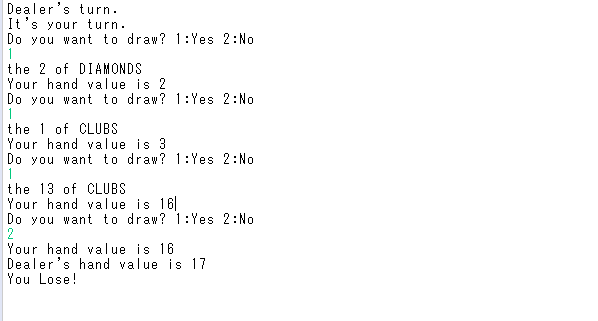 Dealer's turn.
It's your turn.
Do you want to draw? 1:Yes 2:No
1
the 2 of DIAMONDS
Your hand value is 2
Do you want to draw? 1:Yes 2:No
1
the 1 of CLUBS
Your hand value is 3
Do you want to draw? 1:Yes 2:No
1
the 13 of CLUBS
Your hand value is 16
Do you want to draw? 1:Yes 2:No
2
Your hand value is 16
Dealer's hand value is 17
You Lose!